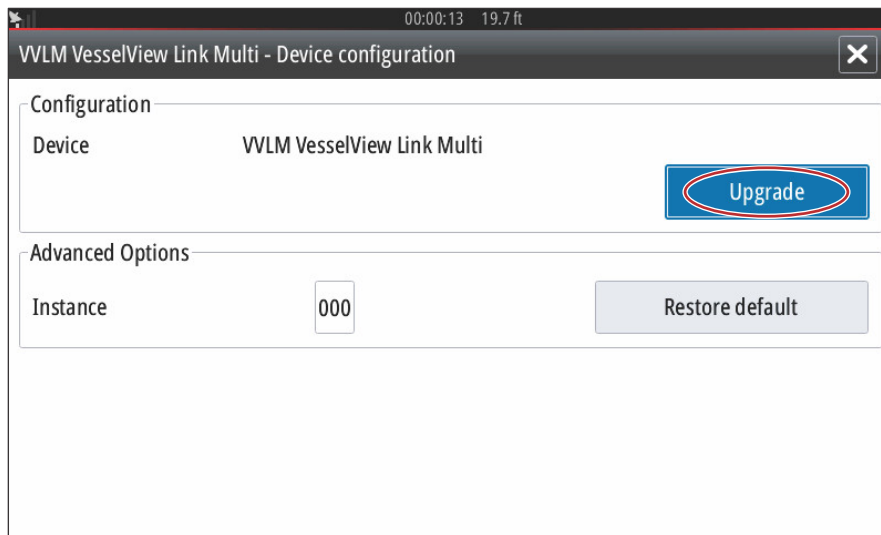 00:00:13 19.7 ft
VVLM VesselView Link Multi - Device configuration
Configuration
Device VVLM VesselView Link Multi
Upgrade
Advanced Options
Instance 000 Restore default